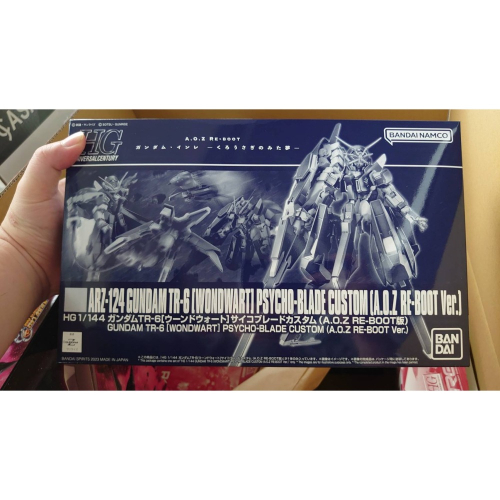 HG
UNIVERSAL CENTURY
A.O.Z RE-BOOT
ガンダム・インレ ―くろうさぎのみた夢―
BANDAI NAMCO
ARZ-124 GUNDAM TR-6 [WONDWART] PSYCHO-BLADE CUSTOM (A.O.Z RE-BOOT Ver.)
HG 1/144 ガンダムTR-6[ウーンドウォート]サイコブレードカスタム (A.O.Z RE-BOOT版)
GUNDAM TR-6 [WONDWART] PSYCHO-BLADE CUSTOM (A.O.Z RE-BOOT Ver.)
BAN
DAI
BANDAI SPIRITS 2023 MADE IN JAPAN